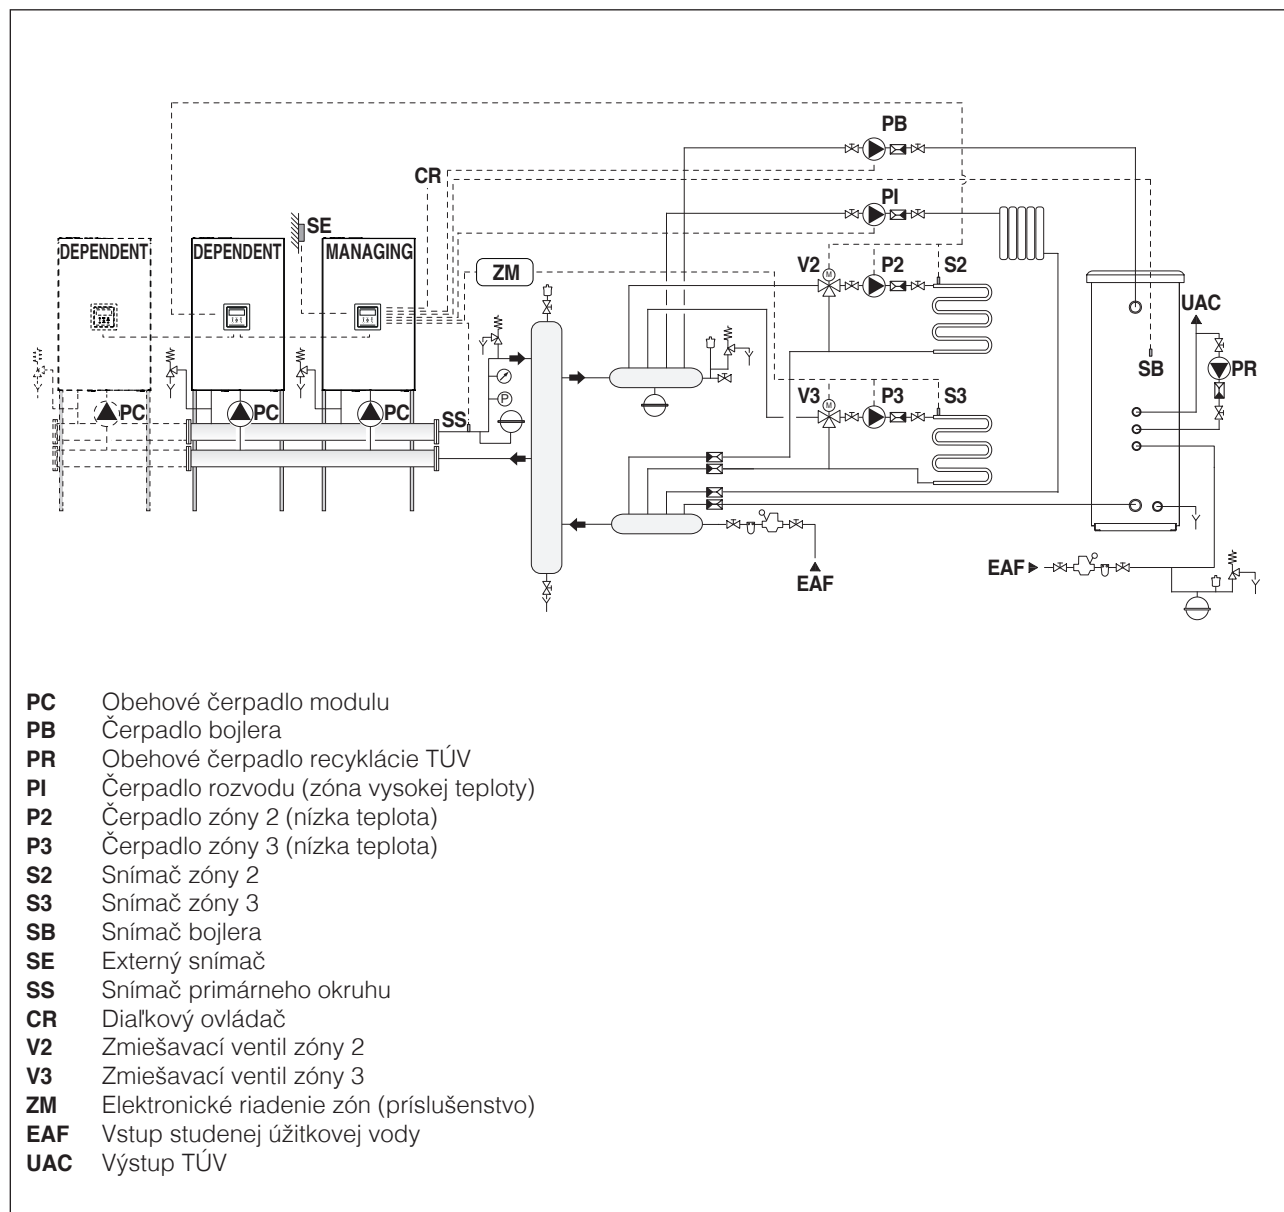 PB
CR
PI
SE
DEPENDENT
DEPENDENT
MANAGING
ZM
V2
P2
S2
M
UAC
SB
PR
V3
P3
S3
M
P
PC
PC
PC
SS
EAF
EAF
PC Obehové čerpadlo modulu
PB Čerpadlo bojlera
PR Obehové čerpadlo recyklácie TÚV
PI Čerpadlo rozvodu (zóna vysokej teploty)
P2 Čerpadlo zóny 2 (nízka teplota)
P3 Čerpadlo zóny 3 (nízka teplota)
S2 Snímač zóny 2
S3 Snímač zóny 3
SB Snímač bojlera
SE Externý snímač
SS Snímač primárneho okruhu
CR Diaľkový ovládač
V2 Zmiešavací ventil zóny 2
V3 Zmiešavací ventil zóny 3
ZM Elektronické riadenie zón (príslušenstvo)
EAF Vstup studenej úžitkovej vody
UAC Výstup TÚV